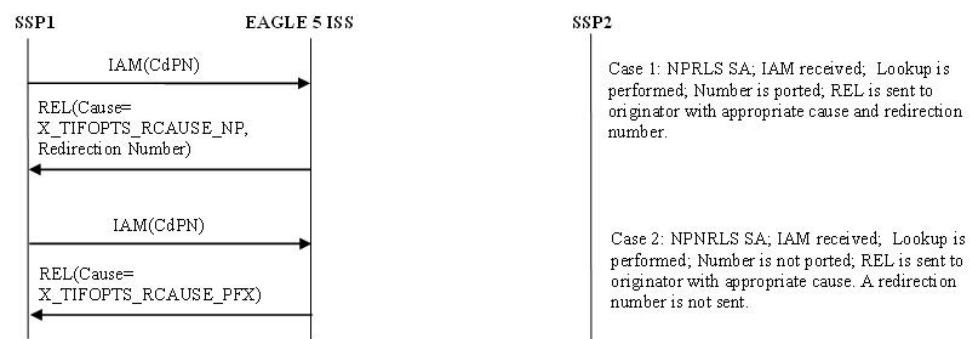 SSP1 EAGLE 5 ISS SSP2
IAM(CdPN)
REL(Cause=
X_TIFOPTS_RCAUSE_NP,
Redirection Number)
Case 1: NPRLS SA; IAM received; Lookup is
performed; Number is ported; REL is sent to
originator with appropriate cause and redirection
number.
IAM(CdPN)
REL(Cause=
X_TIFOPTS_RCAUSE_PFX)
Case 2: NPNRLS SA; IAM received; Lookup is
performed; Number is not ported; REL is sent to
originator with appropriate cause. A redirection
number is not sent.